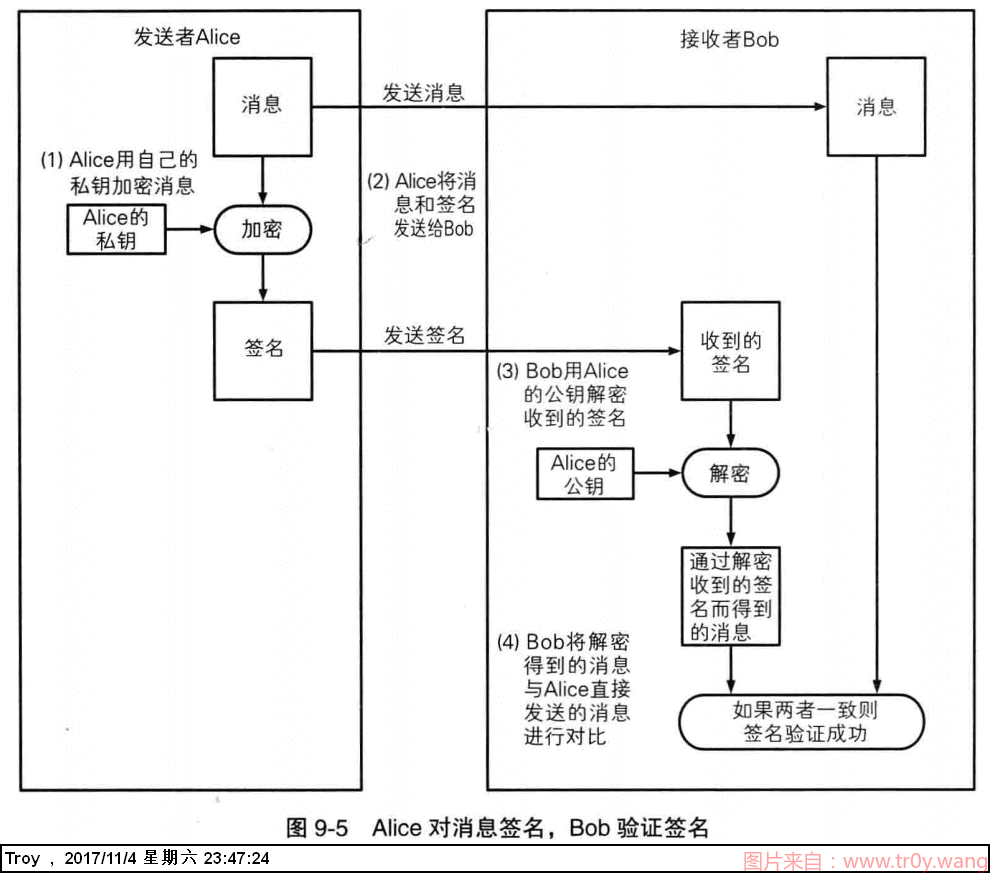 发送者Alice
接收者Bob
消息
发送消息
消息
(1) Alice用自己的
私钥加密消息
(2) Alice将消
息和签名
发送给Bob
Alice的
私钥
加密
签名
发送签名
收到的
签名
(3) Bob用Alice
的公钥解密
收到的签名
Alice的
公钥
解密
通过解密
收到的签
名而得到
的消息
(4) Bob将解密
得到的消息
与Alice直接
发送的消息
进行对比
如果两者一致则
签名验证成功
图 9-5 Alice 对消息签名，Bob 验证签名
Troy , 2017/11/4 星期六 23:47:24
图片来自：www.tr0y.wang